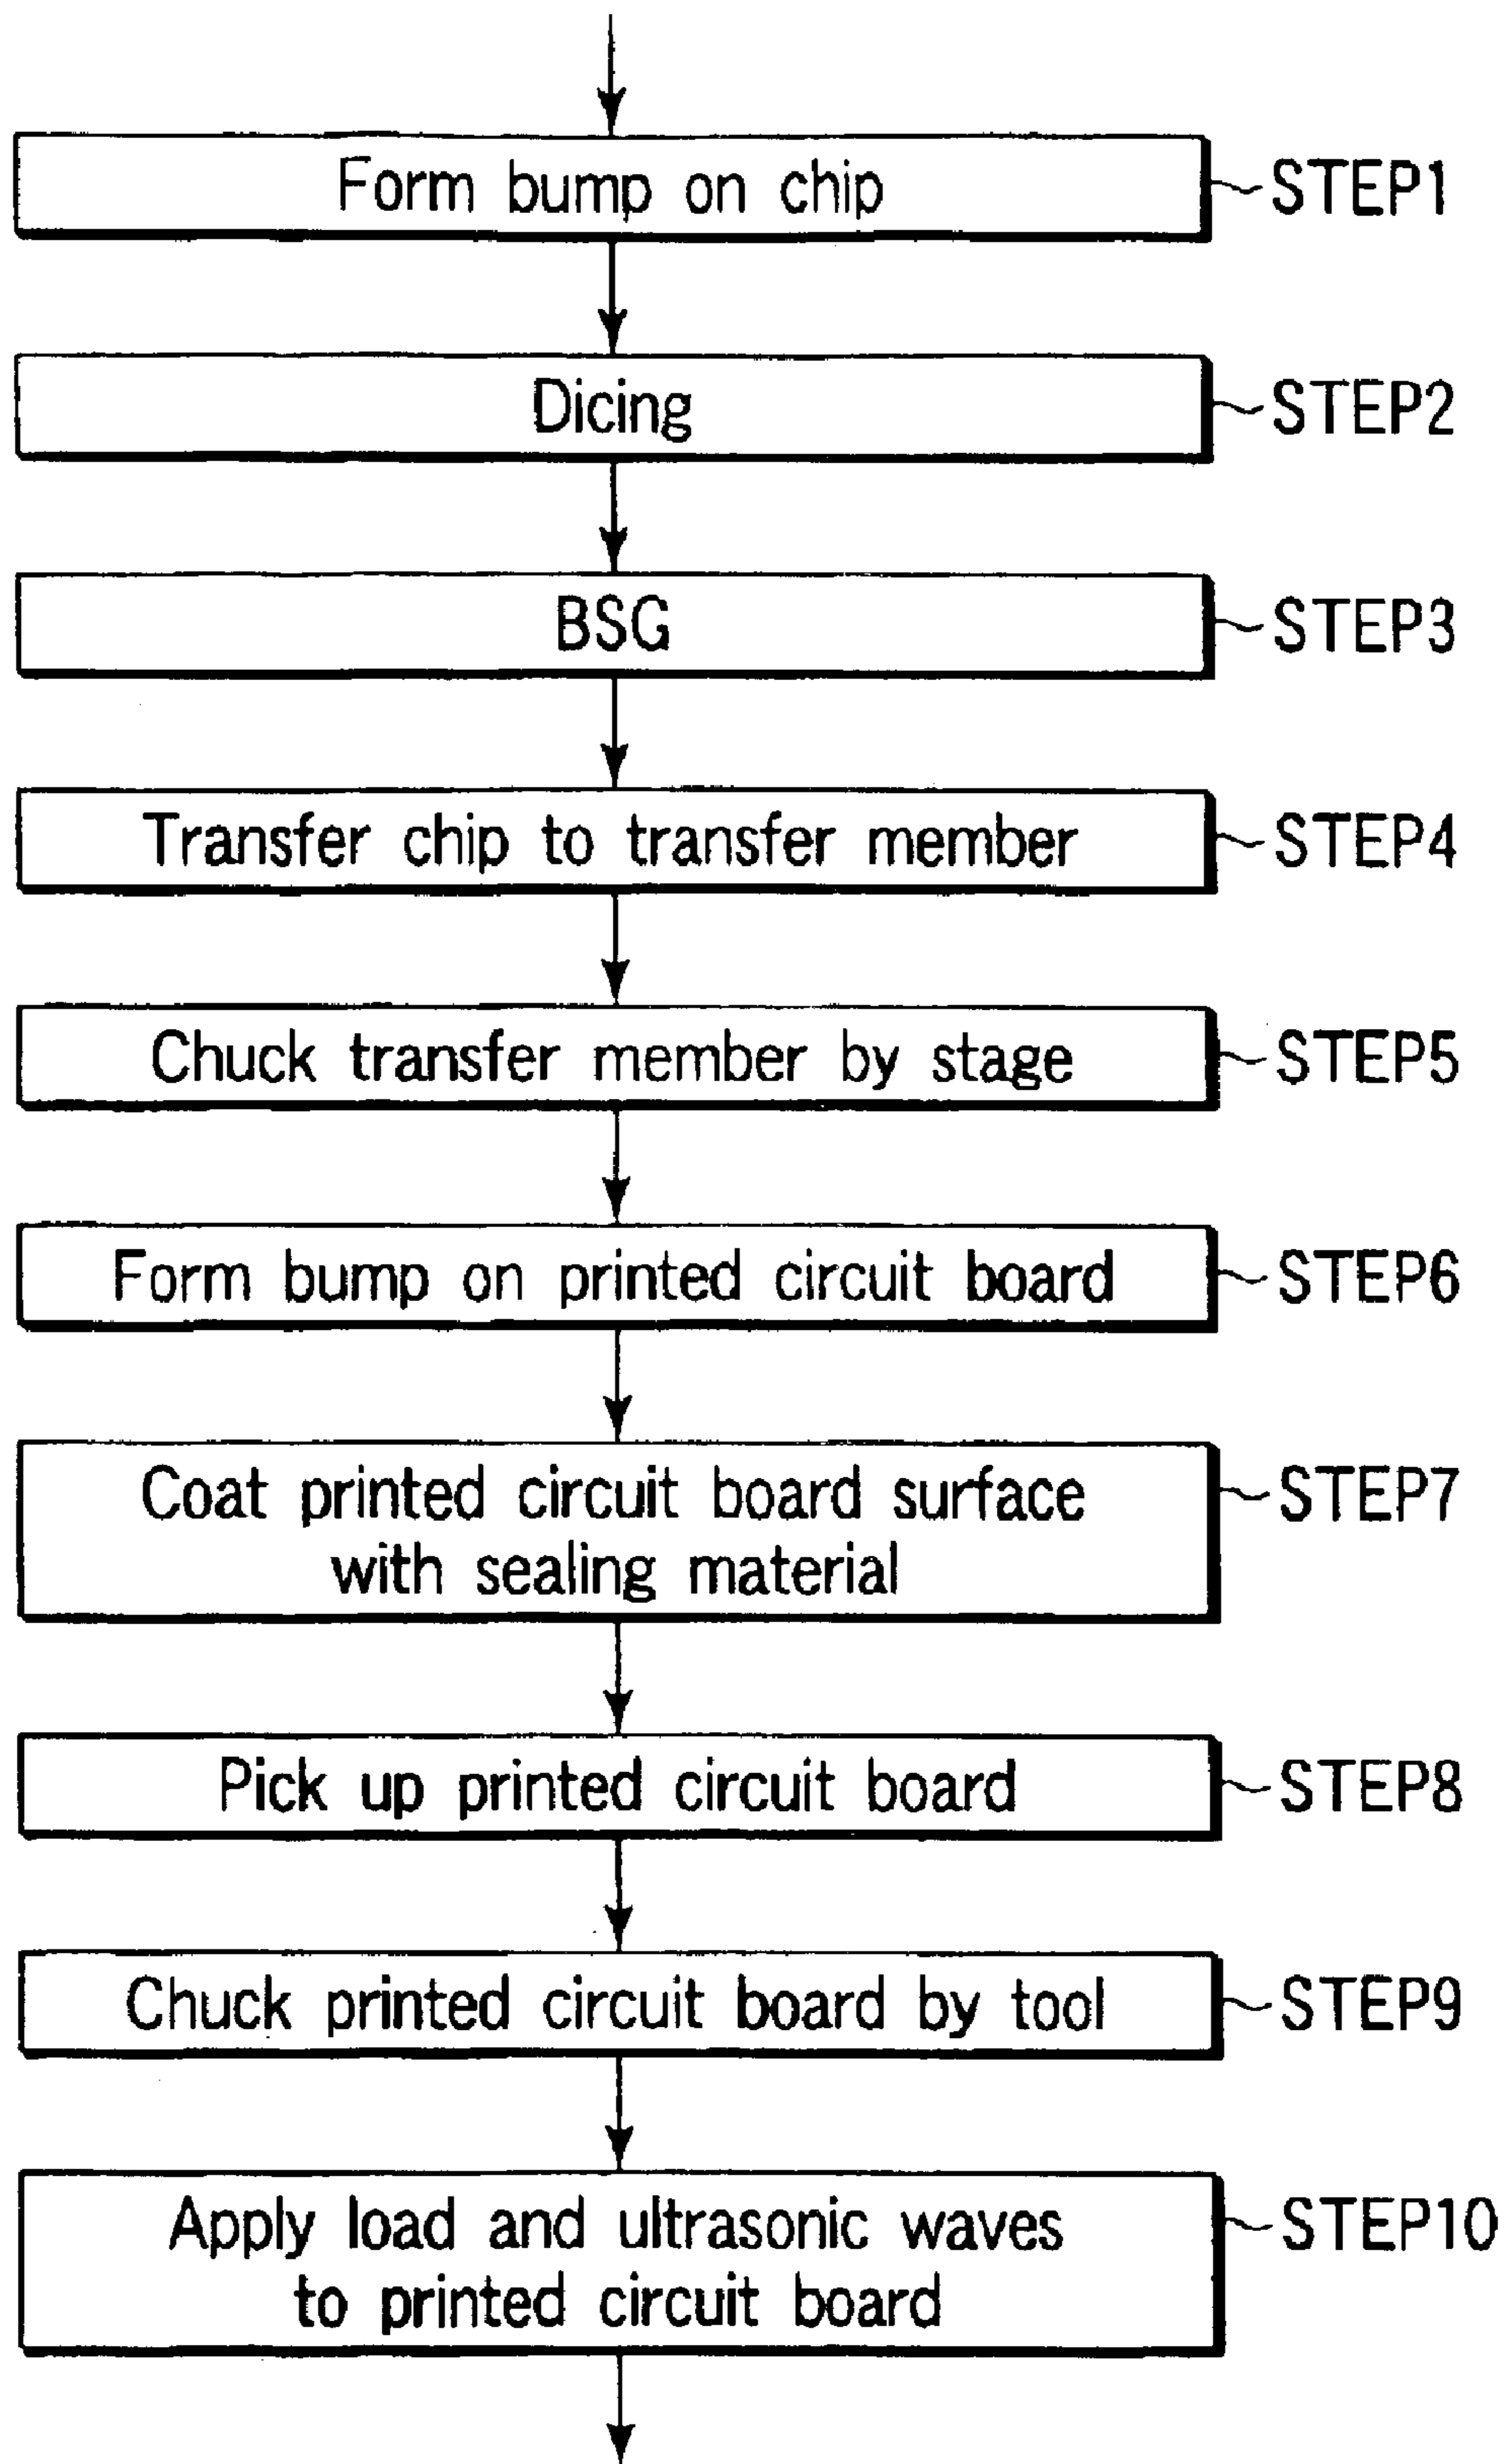 Form bump on chip
STEP1
Dicing
STEP2
BSG
STEP3
Transfer chip to transfer member
STEP4
Chuck transfer member by stage
STEP5
Form bump on printed circuit board
STEP6
Coat printed circuit board surface
with sealing material
STEP7
Pick up printed circuit board
STEP8
Chuck printed circuit board by tool
STEP9
Apply load and ultrasonic waves
to printed circuit board
STEP10